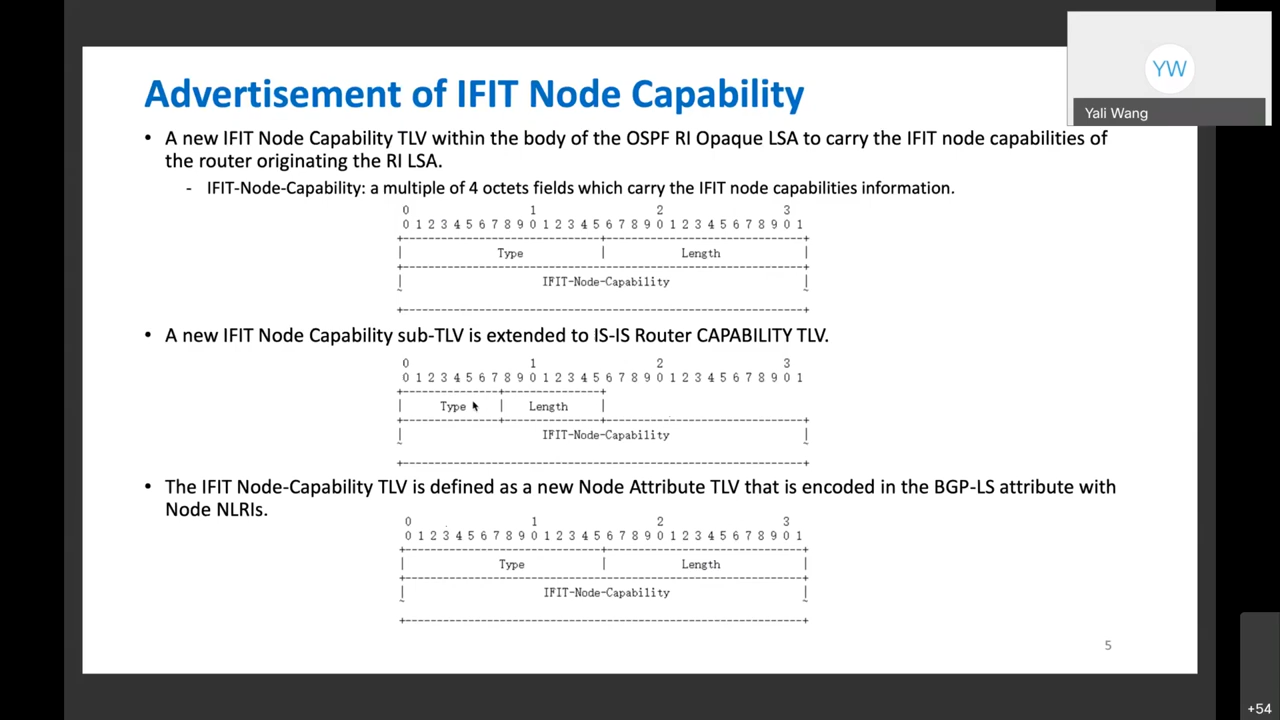 Advertisement of IFIT Node Capability
YW
Yali Wang
• A new IFIT Node Capability TLV within the body of the OSPF RI Opaque LSA to carry the IFIT node capabilities of
the router originating the RI LSA.
- IFIT-Node-Capability: a multiple of 4 octets fields which carry the IFIT node capabilities information.
0 1 2 3
0 1 2 3 4 5 6 7 8 9 0 1 2 3 4 5 6 7 8 9 0 1 2 3 4 5 6 7 8 9 0 1
Type | Length
IFIT-Node-Capability
• A new IFIT Node Capability sub-TLV is extended to IS-IS Router CAPABILITY TLV.
0 1 2 3
0 1 2 3 4 5 6 7 8 9 0 1 2 3 4 5 6 7 8 9 0 1 2 3 4 5 6 7 8 9 0 1
Type | Length
IFIT-Node-Capability
• The IFIT Node-Capability TLV is defined as a new Node Attribute TLV that is encoded in the BGP-LS attribute with
Node NLRIs.
0 1 2 3
0 1 2 3 4 5 6 7 8 9 0 1 2 3 4 5 6 7 8 9 0 1 2 3 4 5 6 7 8 9 0 1
Type | Length
IFIT-Node-Capability
5
+54